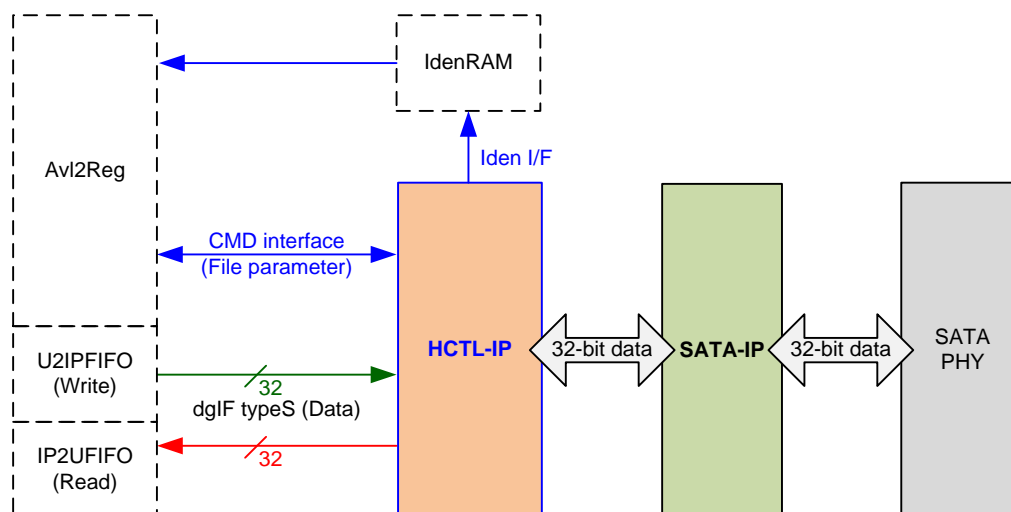 IdenRAM
Avl2Reg
Iden I/F
CMD interface
(File parameter)
U2IPFIFO
(Write)
32
dgIF typeS (Data)
IP2UFIFO
(Read)
32
HCTL-IP
32-bit data
SATA-IP
32-bit data
SATA
PHY